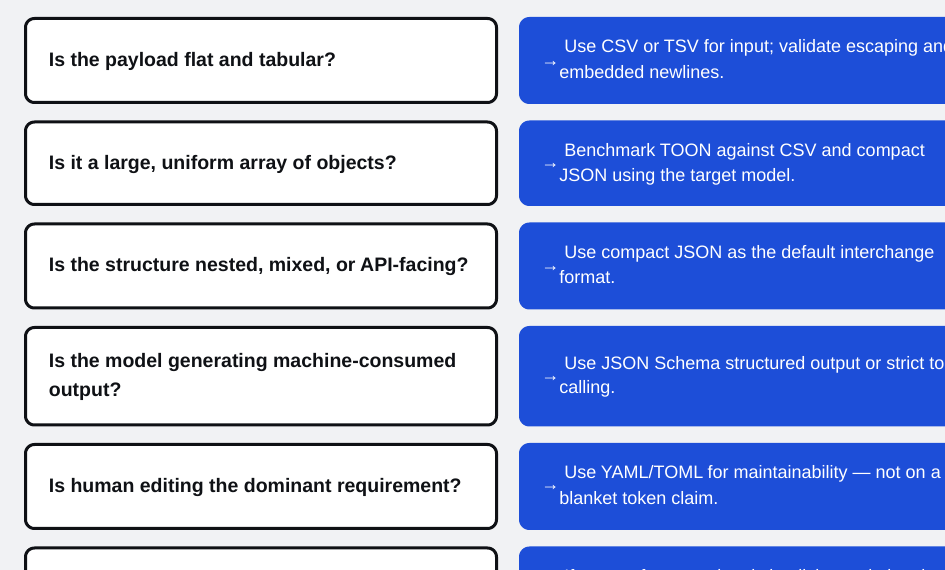 Is the payload flat and tabular?
→ Use CSV or TSV for input; validate escaping and
embedded newlines.
Is it a large, uniform array of objects?
→ Benchmark TOON against CSV and compact
JSON using the target model.
Is the structure nested, mixed, or API-facing?
→ Use compact JSON as the default interchange
format.
Is the model generating machine-consumed
output?
→ Use JSON Schema structured output or strict
calling.
Is human editing the dominant requirement?
→ Use YAML/TOML for maintainability — not on a
blanket token claim.